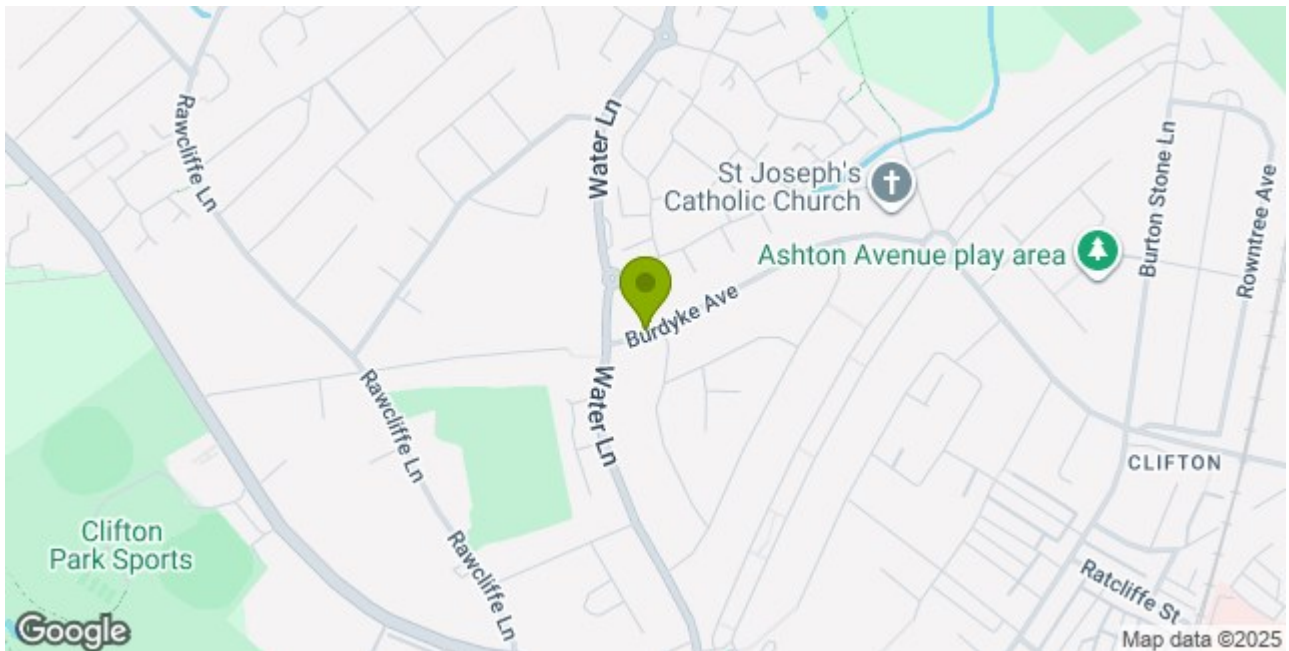 Rawcliffe Ln
Water Ln
St Joseph's
Catholic Church
Burton Stone Ln
Rowntree Ave
Ashton Avenue play area
Burdyke Ave
Rawcliffe Ln
Water Ln
CLIFTON
Clifton
Park Sports
Rawcliffe Ln
Ratcliffe St
Google
Map data ©2025